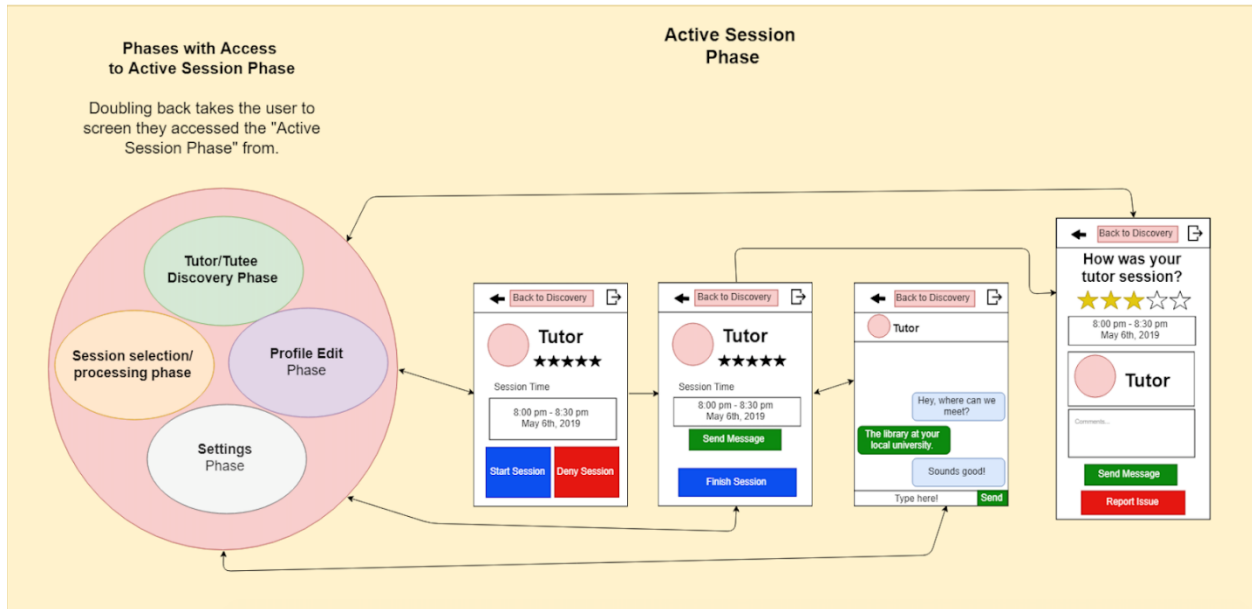 Phases with Access
to Active Session Phase
Doubling back takes the user to
screen they accessed the "Active
Session Phase" from.
Active Session
Phase
Tutor/Tutee
Discovery Phase
Session selection/
processing phase
Profile Edit
Phase
Settings
Phase
Back to Discovery
Tutor
Session Time
8:00 pm - 8:30 pm
May 6th, 2019
Start Session
Deny Session
Back to Discovery
Tutor
Session Time
8:00 pm - 8:30 pm
May 6th, 2019
Send Message
Finish Session
Back to Discovery
Tutor
Hey, where can we
meet?
The library at your
local university.
Sounds good!
Type here!
Send
Back to Discovery
How was your
tutor session?
8:00 pm - 8:30 pm
May 6th, 2019
Tutor
Comments...
Send Message
Report Issue